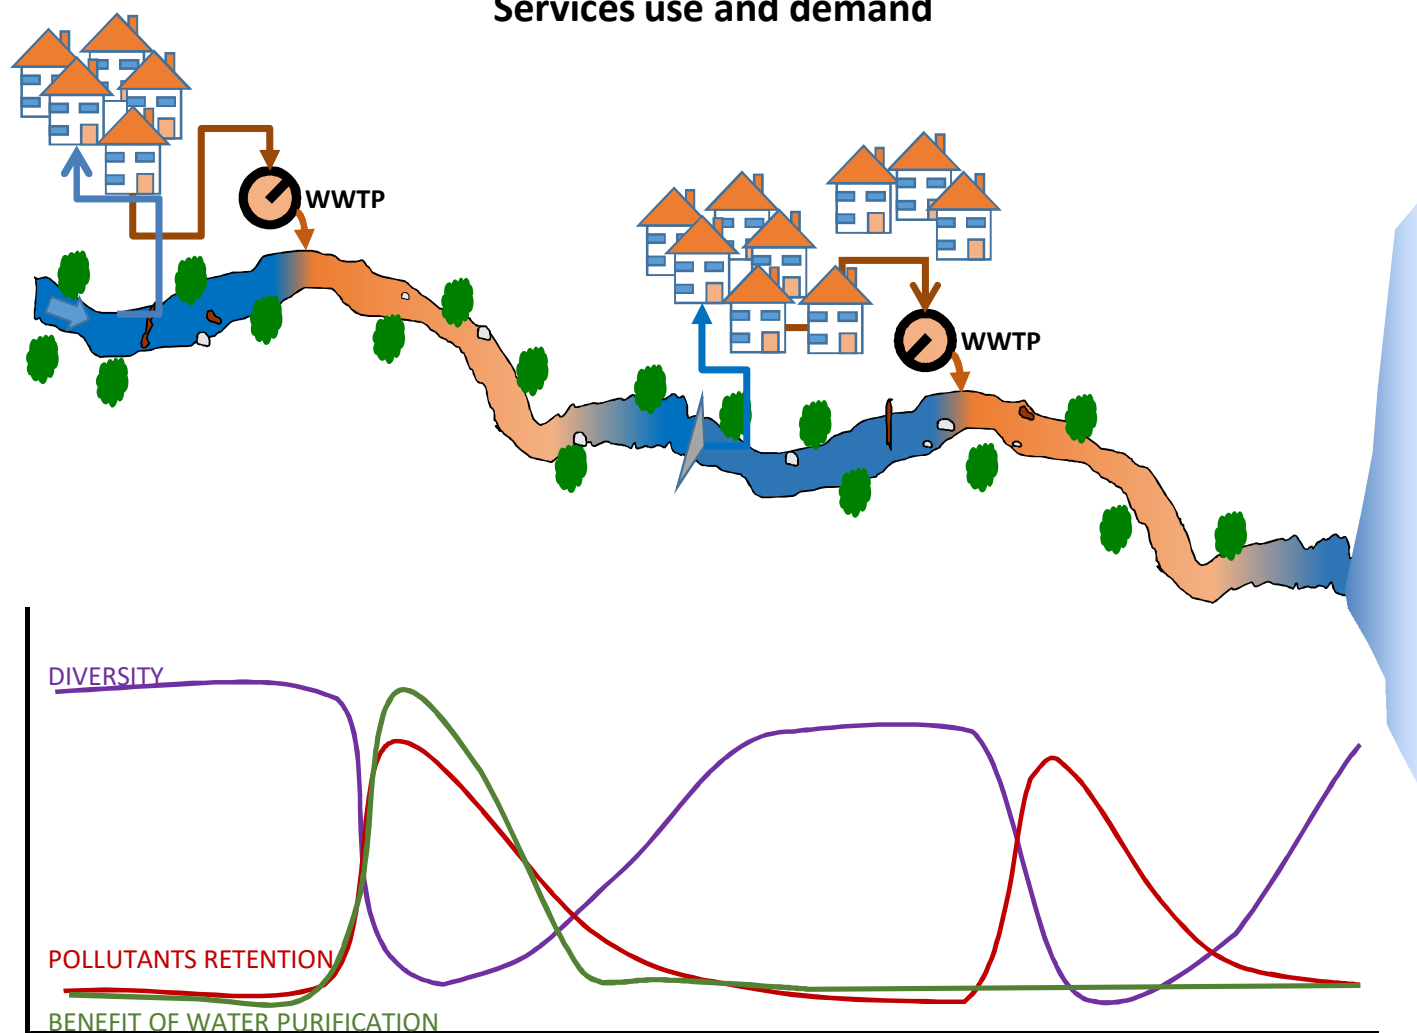 Services use and demand
WWTP
WWTP
DIVERSITY
POLLUTANTS RETENTION
BENEFIT OF WATER PURIFICATION